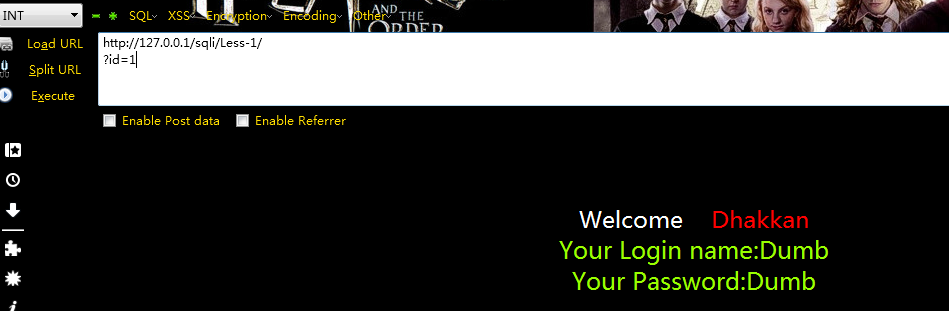 AND THE
ORDER
INT SQL XSS Encryption Encoding Other
Load URL
http://127.0.0.1/sqli/Less-1/
?id=1
Split URL
Execute
Enable Post data Enable Referrer
Welcome Dhakkan
Your Login name:Dumb
Your Password:Dumb